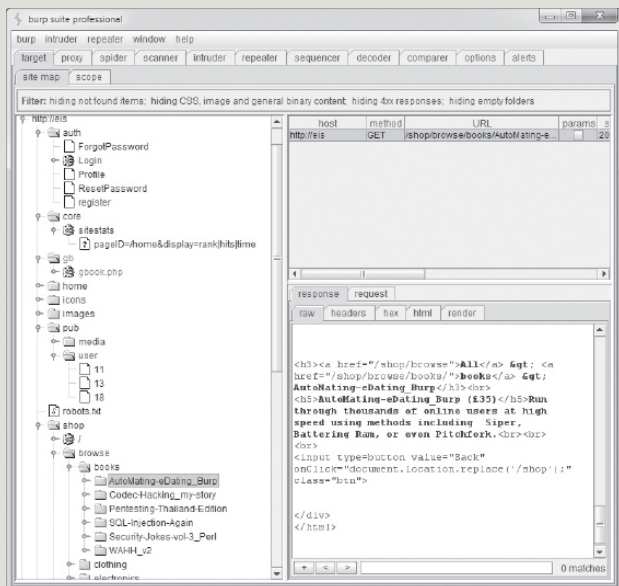 burp suite professional
burp intruder repeater window help
target proxy spider scanner intruder repeater sequencer decoder comparer options alerts
site map scope
Filter: hiding not found items; hiding CSS, image and general binary content; hiding 4xx responses; hiding empty folders
http://eis
auth
ForgotPassword
Login
Profile
ResetPassword
register
core
sitestats
pageID=/home&display=rank|hits|time
gb
gbook.php
home
icons
images
pub
media
user
11
13
18
robots.txt
shop
/
browse
books
AutoMating-eDating_Burp
Codec-Hacking_my-story
Pentesting-Thailand-Edition
SQL-Injection-Again
Security-Jokes-vol-3_Perl
WAHH_v2
clothing
electronics
host method URL params s
http://eis GET /shop/browse/books/AutoMating-e... 20
response request
raw headers hex html render
<h3><a href="/shop/browse">All</a> &gt; <a
href="/shop/browse/books/">books</a> &gt;
AutoMating-eDating_Burp</h3><br>
<h5>AutoMating-eDating_Burp (£35)</h5>Run
through thousands of online users at high
speed using methods including Siper,
Battering Ram, or even Pitchfork.<br><br>
<br>
<input type=button value="Back"
onClick="document.location.replace('/shop');"
class="btn">
</div>
</html>
+ < > 0 matches